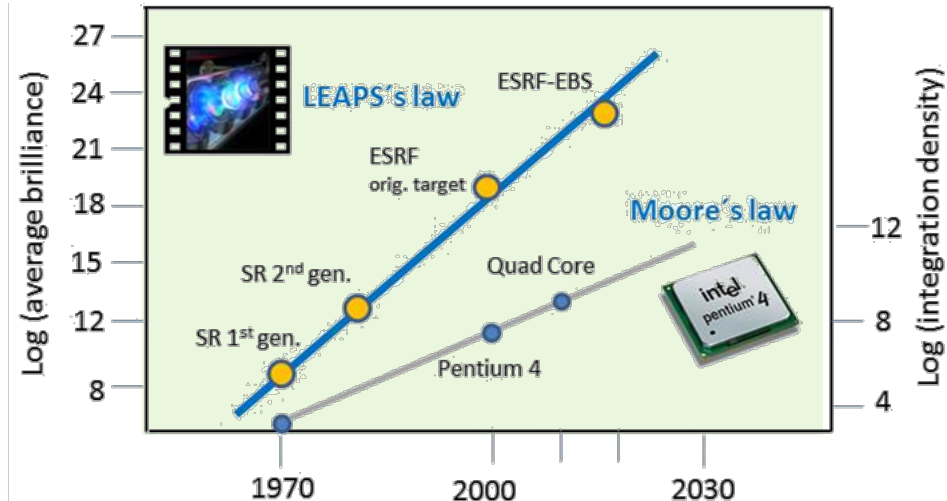 27
24
21
18
15
12
8
Log (average brilliance)
LEAPS´s law
ESRF-EBS
ESRF
orig. target
SR 2nd gen.
SR 1st gen.
Moore´s law
Quad Core
Pentium 4
intel
pentium 4
12
8
4
Log (integration density)
1970
2000
2030